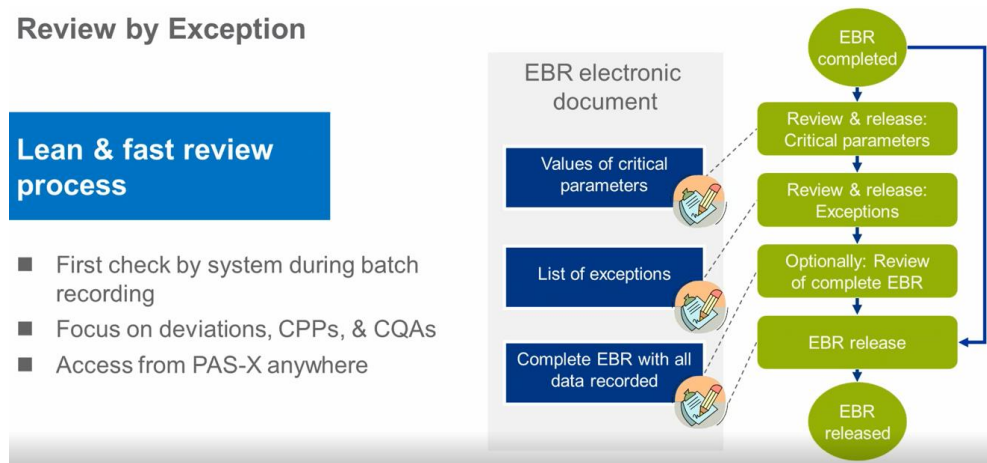 Review by Exception
Lean & fast review
process
■ First check by system during batch
recording
■ Focus on deviations, CPPs, & CQAs
■ Access from PAS-X anywhere
EBR electronic
document
Values of critical
parameters
List of exceptions
Complete EBR with all
data recorded
EBR
completed
Review & release:
Critical parameters
Review & release:
Exceptions
Optionally: Review
of complete EBR
EBR release
EBR
released